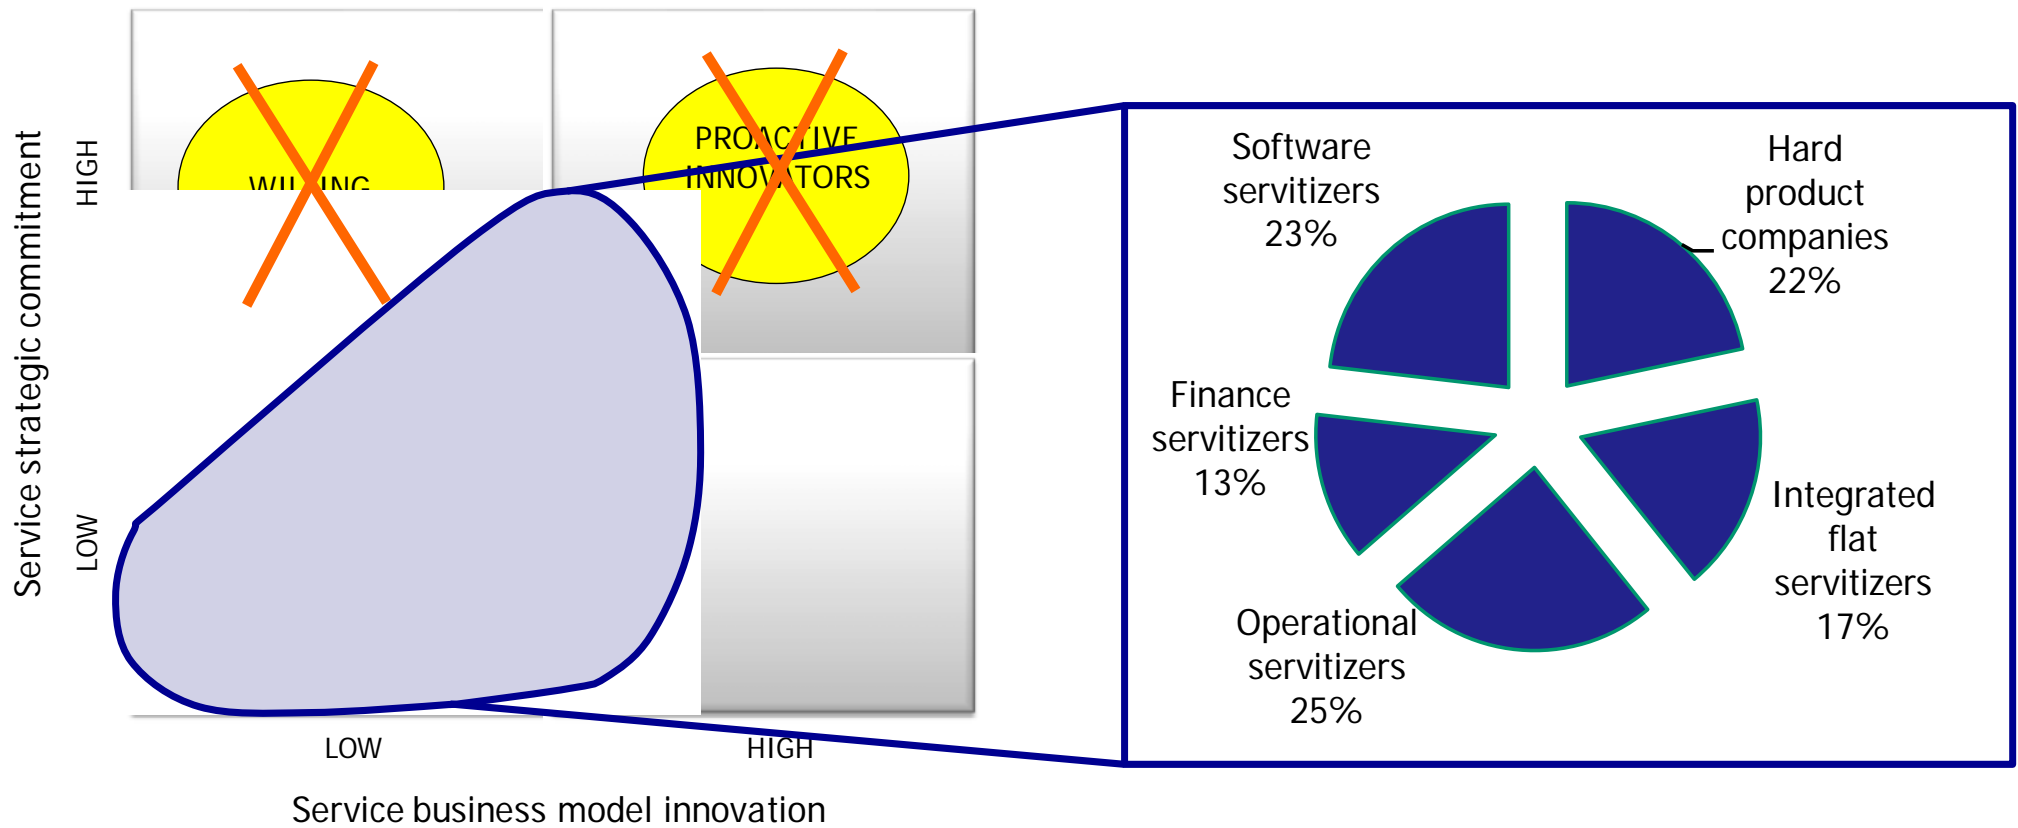 Service strategic commitment
HIGH
LOW
PROACTIVE
INNOVATORS
LOW
HIGH
Service business model innovation
Software
servitizers
23%
Hard
product
companies
22%
Finance
servitizers
13%
Integrated
flat
servitizers
17%
Operational
servitizers
25%